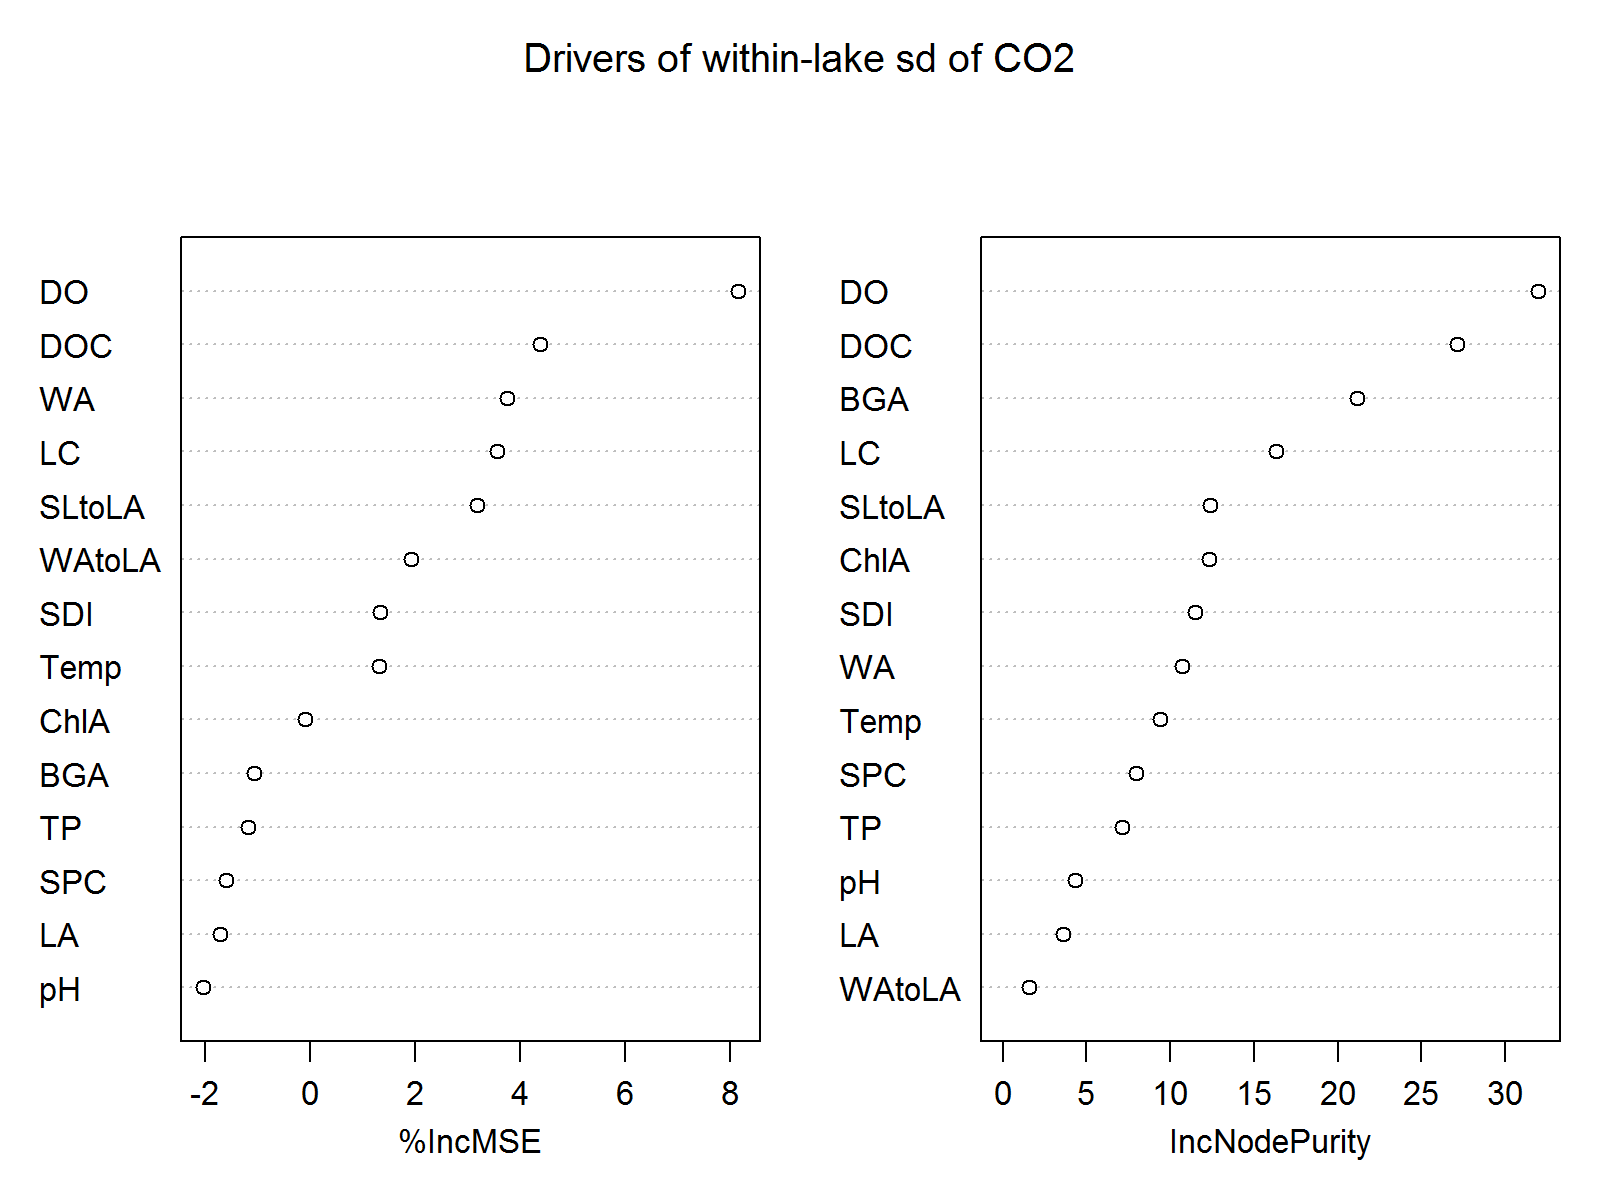 Drivers of within-lake sd of CO2
DO
DOC
WA
LC
SLtoLA
WAtoLA
SDI
Temp
ChlA
BGA
TP
SPC
LA
pH
-2 0 2 4 6 8
%IncMSE
DO
DOC
BGA
LC
SLtoLA
ChlA
SDI
WA
Temp
SPC
TP
pH
LA
WAtoLA
0 5 10 15 20 25 30
IncNodePurity